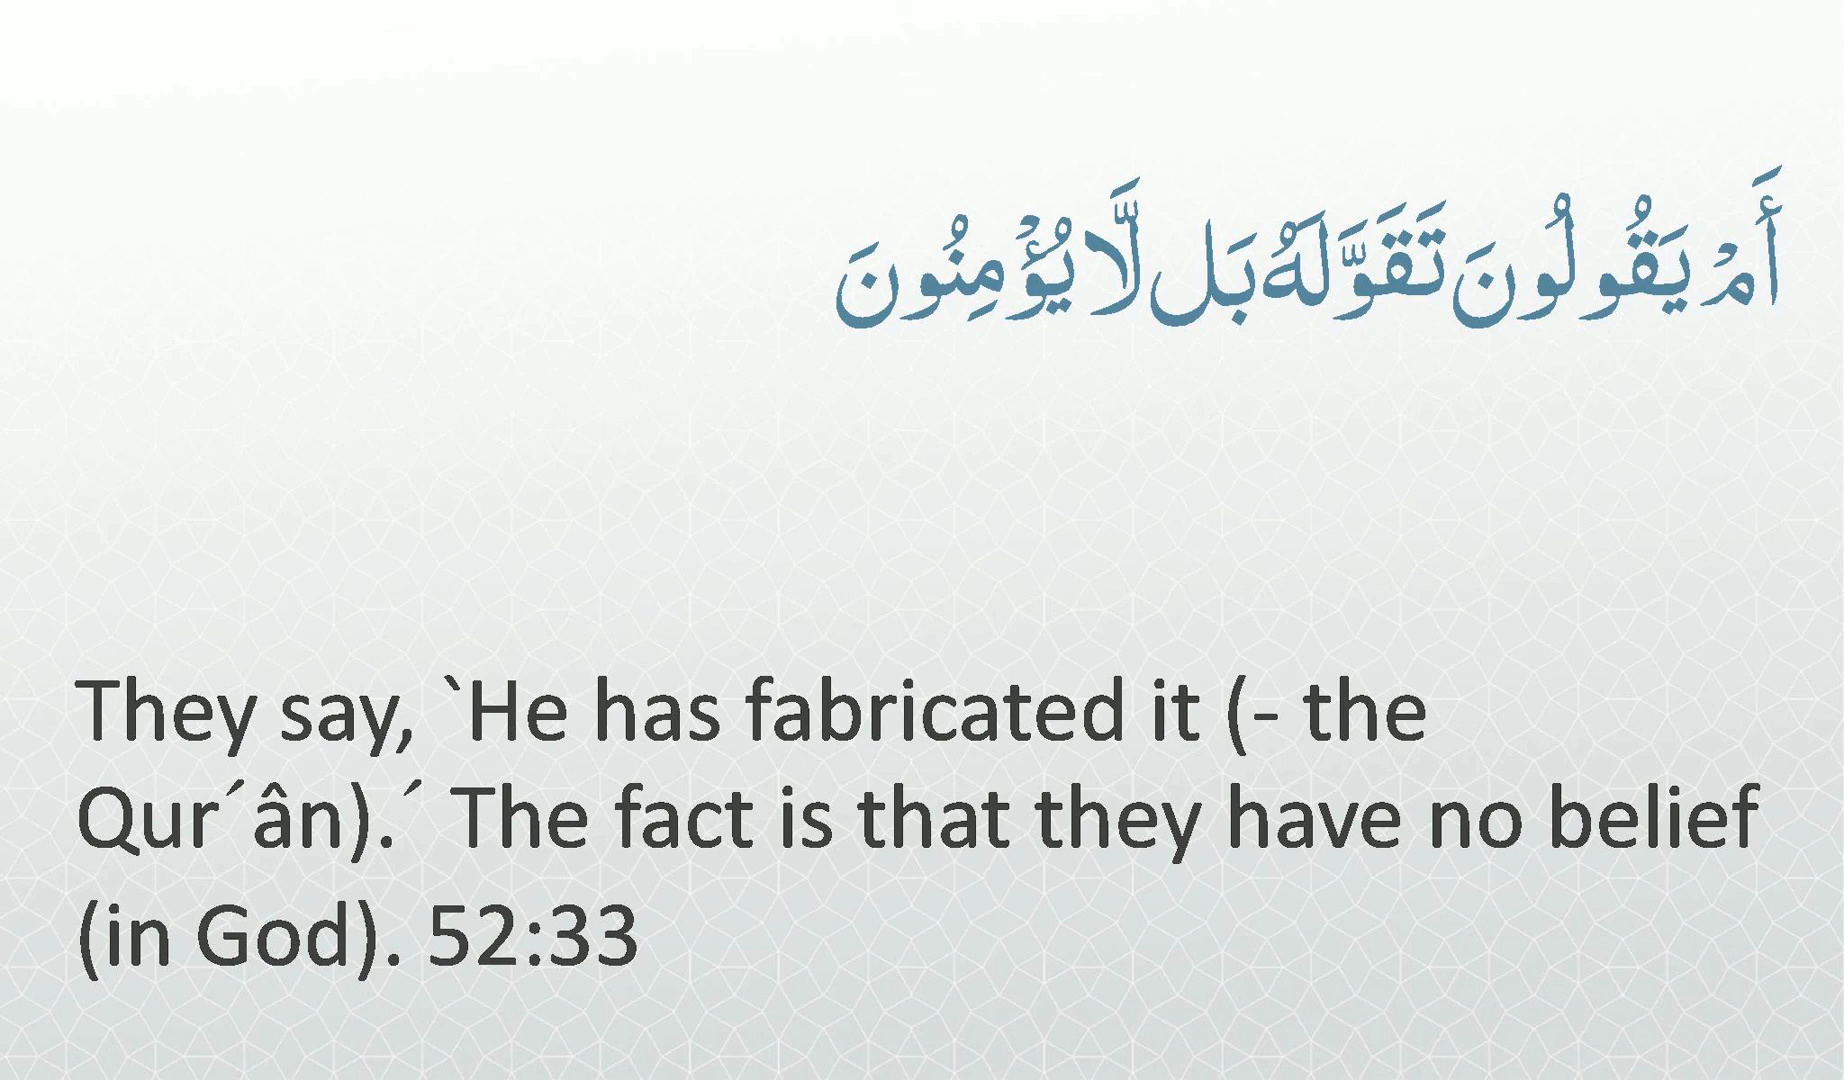 أَمْ يَقُولُونَ تَقَوَّلَهُ بَل لَّا يُؤْمِنُونَ
They say, `He has fabricated it (- the
Qur´ân).´ The fact is that they have no belief
(in God). 52:33